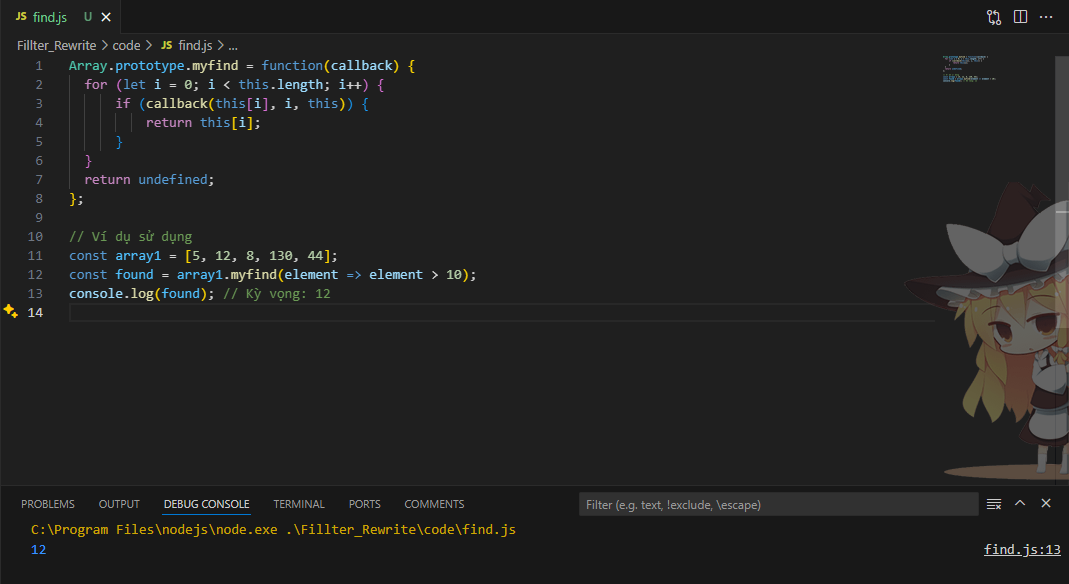 JS find.js U
Fillter_Rewrite > code > JS find.js > ...
1 Array.prototype.myfind = function(callback) {
2 for (let i = 0; i < this.length; i++) {
3 if (callback(this[i], i, this)) {
4 return this[i];
5 }
6 }
7 return undefined;
8 };
9
10 // Ví dụ sử dụng
11 const array1 = [5, 12, 8, 130, 44];
12 const found = array1.myfind(element => element > 10);
13 console.log(found); // Kỳ vọng: 12
14
PROBLEMS OUTPUT DEBUG CONSOLE TERMINAL PORTS COMMENTS Filter (e.g. text, !exclude, \escape)
C:\Program Files\nodejs\node.exe .\Fillter_Rewrite\code\find.js
12 find.js:13